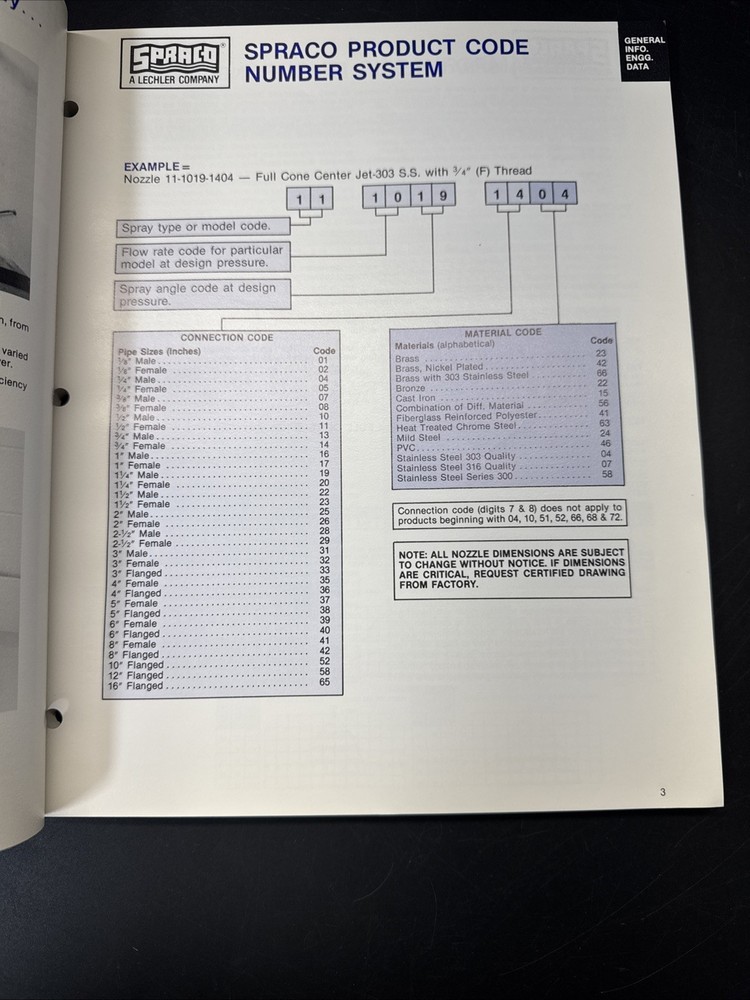 y
n, from
varied
er.
ciency
SPRACO®
A LECHLER COMPANY
SPRACO PRODUCT CODE
NUMBER SYSTEM
GENERAL
INFO.
ENGG.
DATA
EXAMPLE=
Nozzle 11-1019-1404 — Full Cone Center Jet-303 S.S. with 3/4" (F) Thread
1 1 1 0 1 9 1 4 0 4
Spray type or model code.
Flow rate code for particular
model at design pressure.
Spray angle code at design
pressure.
CONNECTION CODE
Pipe Sizes (Inches) Code
1/8" Male 01
1/8" Female 02
1/4" Male 04
1/4" Female 05
3/8" Male 07
3/8" Female 08
1/2" Male 10
1/2" Female 11
3/4" Male 13
3/4" Female 14
1" Male 16
1" Female 17
1 1/4" Male 19
1 1/4" Female 20
1 1/2" Male 22
1 1/2" Female 23
2" Male 25
2" Female 26
2-1/2" Male 28
2-1/2" Female 29
3" Male 31
3" Female 32
3" Flanged 33
4" Female 35
4" Flanged 36
5" Female 37
5" Flanged 38
6" Female 39
6" Flanged 40
8" Female 41
8" Flanged 42
10" Flanged 52
12" Flanged 58
16" Flanged 65
MATERIAL CODE
Materials (alphabetical) Code
Brass 23
Brass, Nickel Plated 42
Brass with 303 Stainless Steel 66
Bronze 22
Cast Iron 15
Combination of Diff. Material 56
Fiberglass Reinforced Polyester 41
Heat Treated Chrome Steel 63
Mild Steel 24
PVC 46
Stainless Steel 303 Quality 04
Stainless Steel 316 Quality 07
Stainless Steel Series 300 58
Connection code (digits 7 & 8) does not apply to
products beginning with 04, 10, 51, 52, 66, 68 & 72.
NOTE: ALL NOZZLE DIMENSIONS ARE SUBJECT
TO CHANGE WITHOUT NOTICE. IF DIMENSIONS
ARE CRITICAL, REQUEST CERTIFIED DRAWING
FROM FACTORY.
3